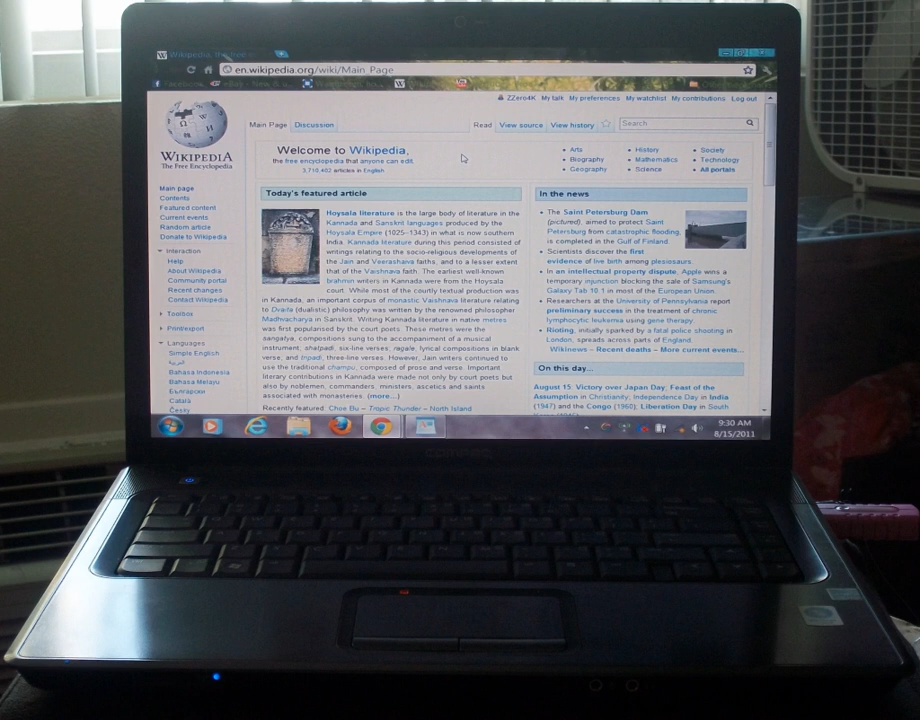 Wikipedia, the free e
en.wikipedia.org/wiki/Main_Page
Facebook
ZZero4K My talk My preferences My watchlist My contributions Log out
Main Page Discussion
Read View source View history Search
WIKIPEDIA
The Free Encyclopedia
Welcome to Wikipedia,
the free encyclopedia that anyone can edit.
articles in English
Arts
Biography
Geography
History
Mathematics
Science
Society
Technology
All portals
Main page
Contents
Featured content
Current events
Random article
Donate to Wikipedia
Interaction
Help
About Wikipedia
Community portal
Recent changes
Contact Wikipedia
Toolbox
Print/export
Languages
Simple English
العربية
Bahasa Indonesia
Bahasa Melayu
Български
Català
Česky
Today's featured article
Hoysala literature is the large body of literature in the
Kannada and Sanskrit languages produced by the
Hoysala Empire (1025–1343) in what is now southern
India. Kannada literature during this period consisted of
writings relating to the socio-religious developments of
the Jain and Veerashaiva faiths, and to a lesser extent
that of the Vaishnava faith. The earliest well-known
brahmin writers in Kannada were from the Hoysala
court. While most of the courtly textual production was
in Kannada, an important corpus of monastic Vaishnava literature relating
to Dvaita (dualistic) philosophy was written by the renowned philosopher
Madhvacharya in Sanskrit. Writing Kannada literature in native metres
was first popularised by the court poets. These metres were the
sangatya, compositions sung to the accompaniment of a musical
instrument; shatpadi, six-line verses; ragale, lyrical compositions in blank
verse; and tripadi, three-line verses. However, Jain writers continued to
use the traditional champu, composed of prose and verse. Important
literary contributions in Kannada were made not only by court poets but
also by noblemen, commanders, ministers, ascetics and saints
associated with monasteries. (more...)
Recently featured: Choe Bu – Tropic Thunder – North Island
In the news
The Saint Petersburg Dam
(pictured), aimed to protect Saint
Petersburg from catastrophic flooding,
is completed in the Gulf of Finland.
Scientists discover the first
evidence of live birth among plesiosaurs.
In an intellectual property dispute, Apple wins a
temporary injunction blocking the sale of Samsung's
Galaxy Tab 10.1 in most of the European Union.
Researchers at the University of Pennsylvania report
preliminary success in the treatment of chronic
lymphocytic leukemia using gene therapy.
Rioting, initially sparked by a fatal police shooting in
London, spreads across parts of England.
Wikinews – Recent deaths – More current events...
On this day...
August 15: Victory over Japan Day; Feast of the
Assumption in Christianity; Independence Day in India
(1947) and the Congo (1960); Liberation Day in South
9:30 AM
8/15/2011
COMPAQ